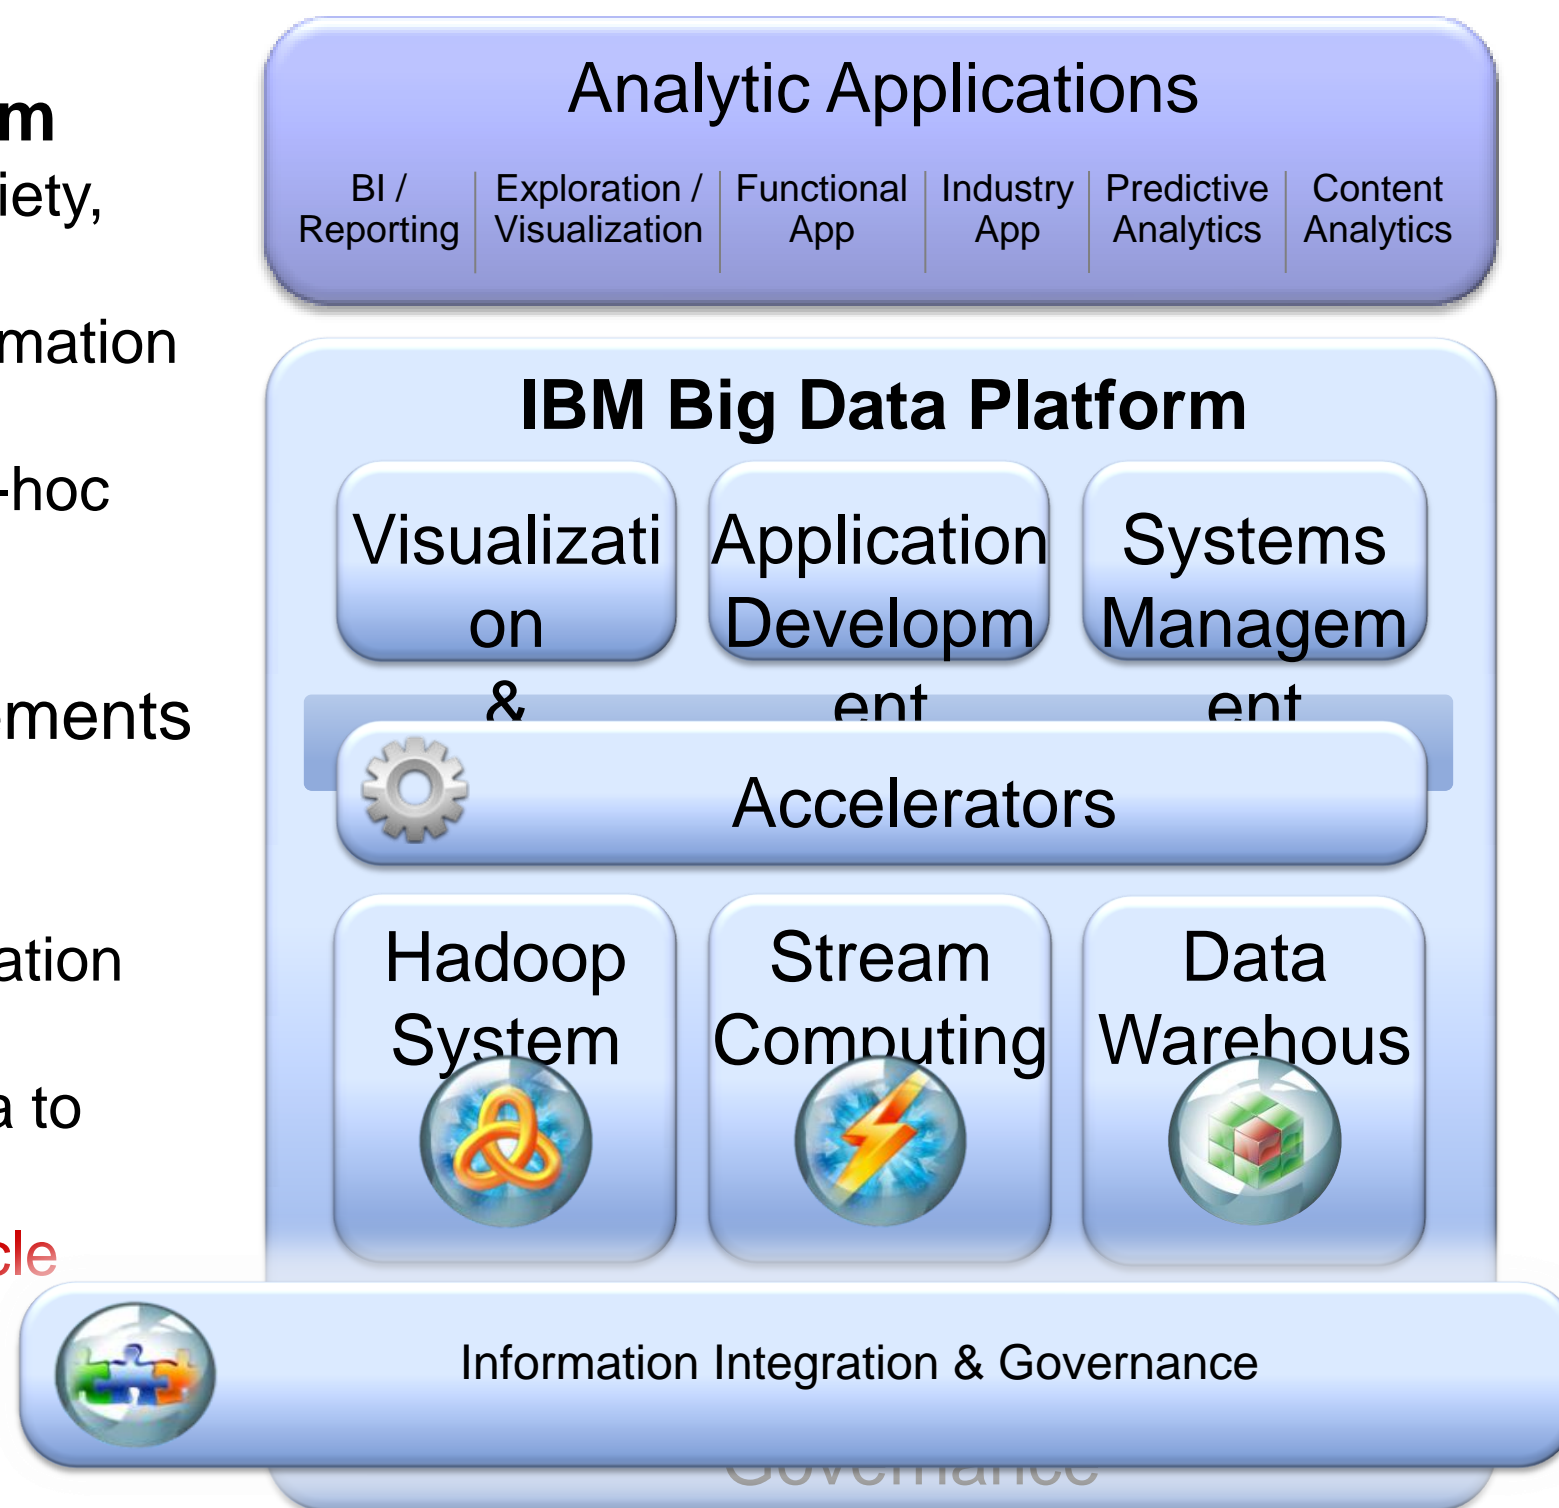 m
iety,
mation
-hoc
ements
ation
a to
cle
Analytic Applications
BI /
Reporting
Exploration /
Visualization
Functional
App
Industry
App
Predictive
Analytics
Content
Analytics
IBM Big Data Platform
Visualizati
on
&
Application
Developm
ent
Systems
Managem
ent
Accelerators
Hadoop
System
Stream
Computing
Data
Warehous
Information Integration & Governance
Governance